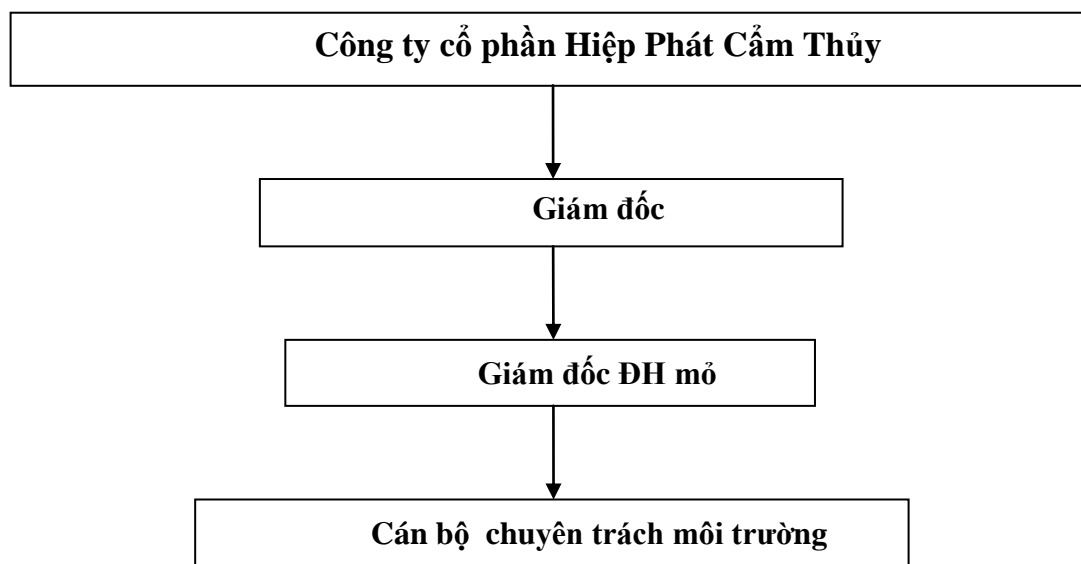 Công ty cổ phần Hiệp Phát Cẩm Thủy
Giám đốc
Giám đốc ĐH mỏ
Cán bộ chuyên trách môi trường